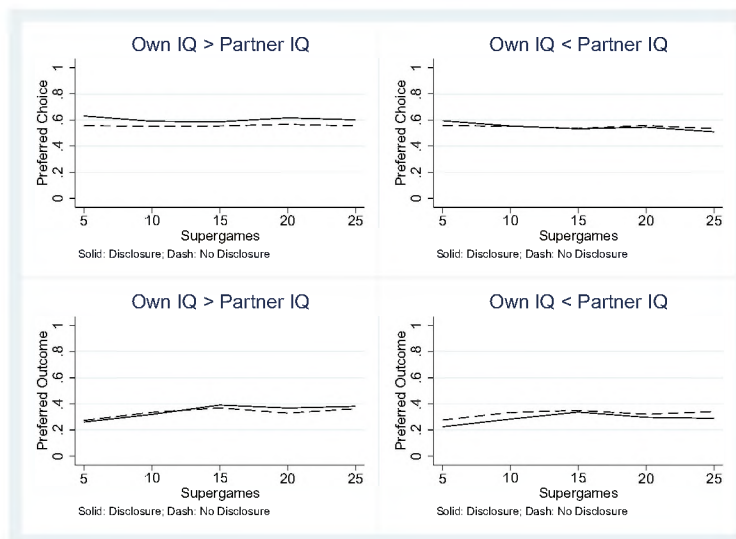 Own IQ > Partner IQ
Preferred Choice
0 .2 .4 .6 .8 1
5 10 15 20 25
Supergames
Solid: Disclosure; Dash: No Disclosure
Own IQ < Partner IQ
Preferred Choice
0 .2 .4 .6 .8 1
5 10 15 20 25
Supergames
Solid: Disclosure; Dash: No Disclosure
Own IQ > Partner IQ
Preferred Outcome
0 .2 .4 .6 .8 1
5 10 15 20 25
Supergames
Solid: Disclosure; Dash: No Disclosure
Own IQ < Partner IQ
Preferred Outcome
0 .2 .4 .6 .8 1
5 10 15 20 25
Supergames
Solid: Disclosure; Dash: No Disclosure